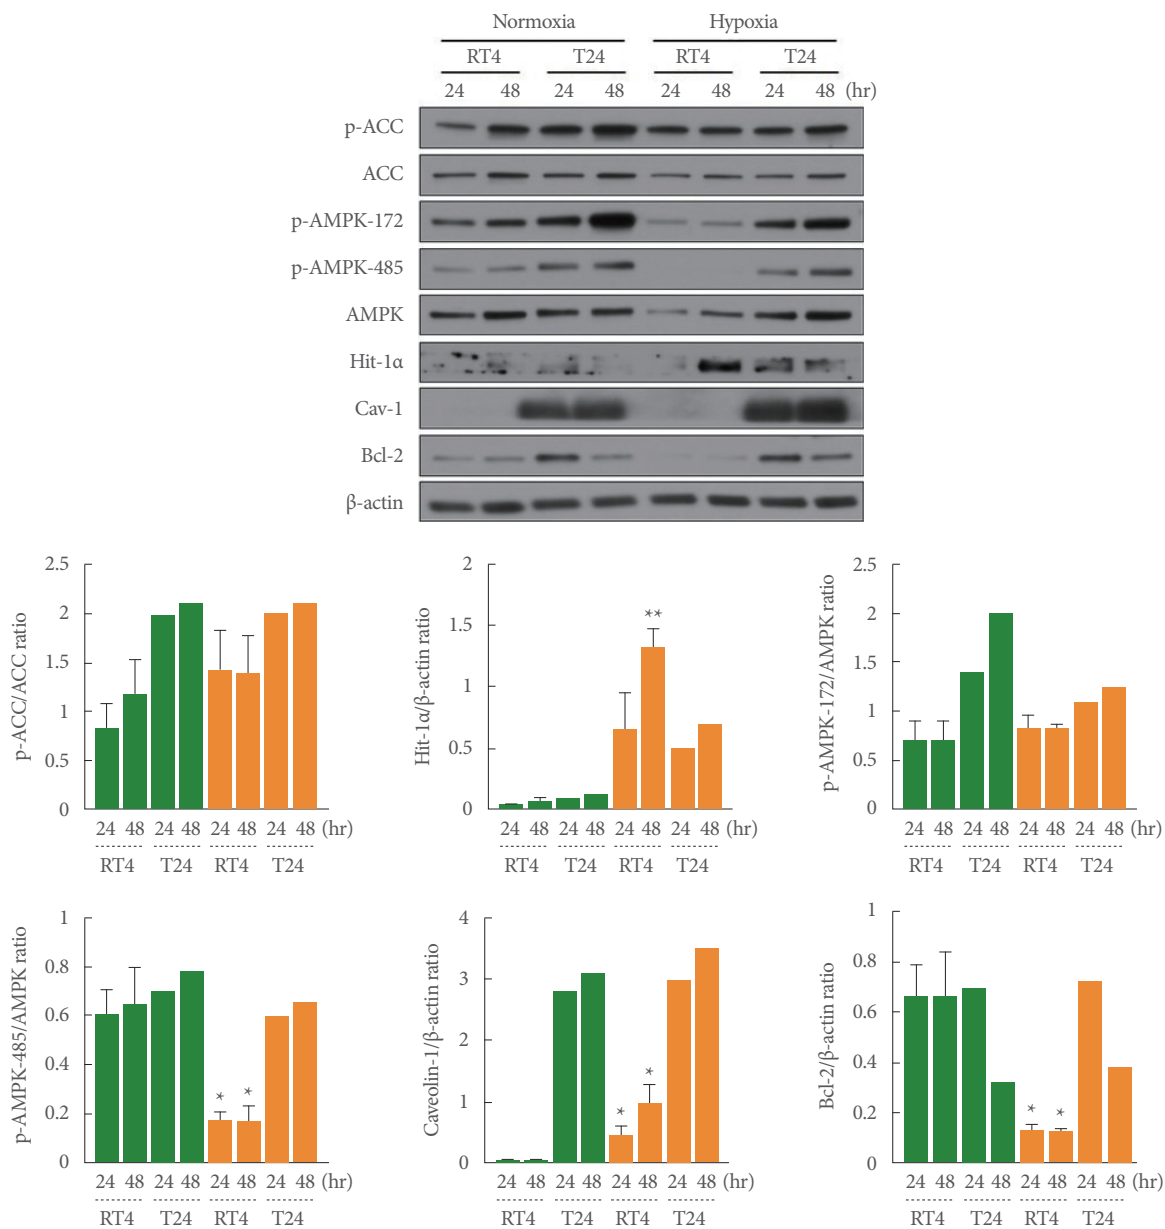 Normoxia Hypoxia
RT4 T24 RT4 T24
24 48 24 48 24 48 24 48 (hr)
p-ACC
ACC
p-AMPK-172
p-AMPK-485
AMPK
Hit-1α
Cav-1
Bcl-2
β-actin
p-ACC/ACC ratio
2.5
2
1.5
1
0.5
0
24 48 24 48 24 48 24 48 (hr)
RT4 T24 RT4 T24
Hit-1α/β-actin ratio
2
1.5
1
0.5
0
**
24 48 24 48 24 48 24 48 (hr)
RT4 T24 RT4 T24
p-AMPK-172/AMPK ratio
2.5
2
1.5
1
0.5
0
24 48 24 48 24 48 24 48 (hr)
RT4 T24 RT4 T24
p-AMPK-485/AMPK ratio
1
0.8
0.6
0.4
0.2
0
* *
24 48 24 48 24 48 24 48 (hr)
RT4 T24 RT4 T24
Caveolin-1/β-actin ratio
4
3
2
1
0
* *
24 48 24 48 24 48 24 48 (hr)
RT4 T24 RT4 T24
Bcl-2/β-actin ratio
1
0.8
0.6
0.4
0.2
0
* *
24 48 24 48 24 48 24 48 (hr)
RT4 T24 RT4 T24